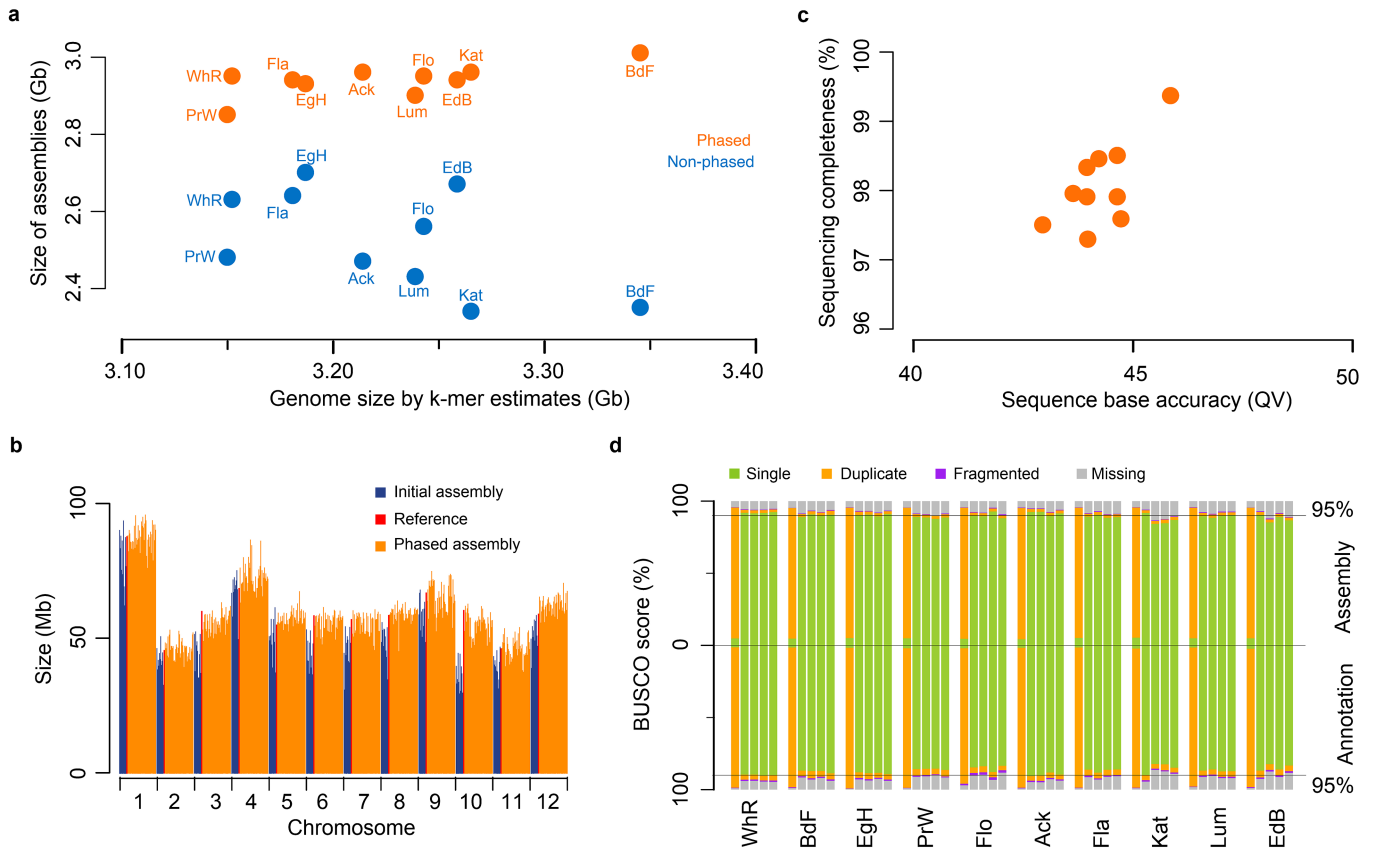 a
Size of assemblies (Gb)
3.0
2.8
2.6
2.4
WhR
Fla
EgH
Ack
Flo
Kat
Lum
EdB
BdF
PrW
Phased
Non-phased
EgH
EdB
WhR
Fla
Flo
PrW
Ack
Lum
Kat
BdF
3.10
3.20
3.30
3.40
Genome size by k-mer estimates (Gb)
c
Sequencing completeness (%)
100
99
98
97
96
40
45
50
Sequence base accuracy (QV)
b
Size (Mb)
100
50
0
Initial assembly
Reference
Phased assembly
1 2 3 4 5 6 7 8 9 10 11 12
Chromosome
d
Single Duplicate Fragmented Missing
BUSCO score (%)
100
0
100
95%
Assembly
Annotation
95%
WhR BdF EgH PrW Flo Ack Fla Kat Lum EdB